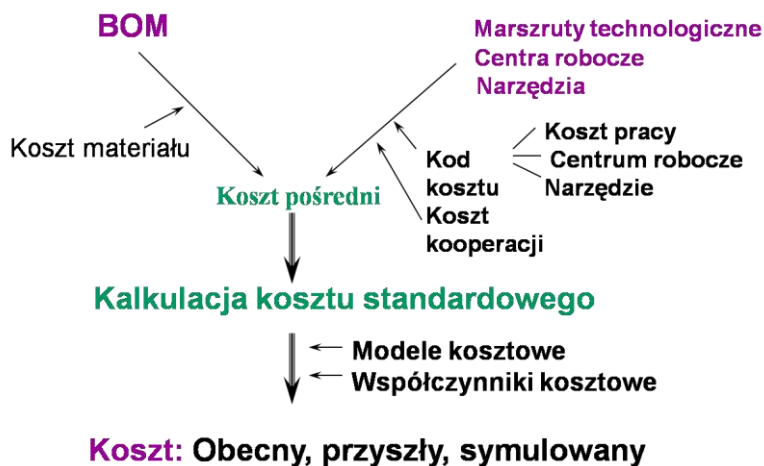 BOM
Marszruty technologiczne
Centra robocze
Narzędzia
Koszt materiału
Koszt pracy
Kod
Centrum robocze
kosztu
Narzędzie
Koszt pośredni
Koszt
kooperacji
Kalkulacja kosztu standardowego
Modele kosztowe
Współczynniki kosztowe
Koszt: Obecny, przyszły, symulowany